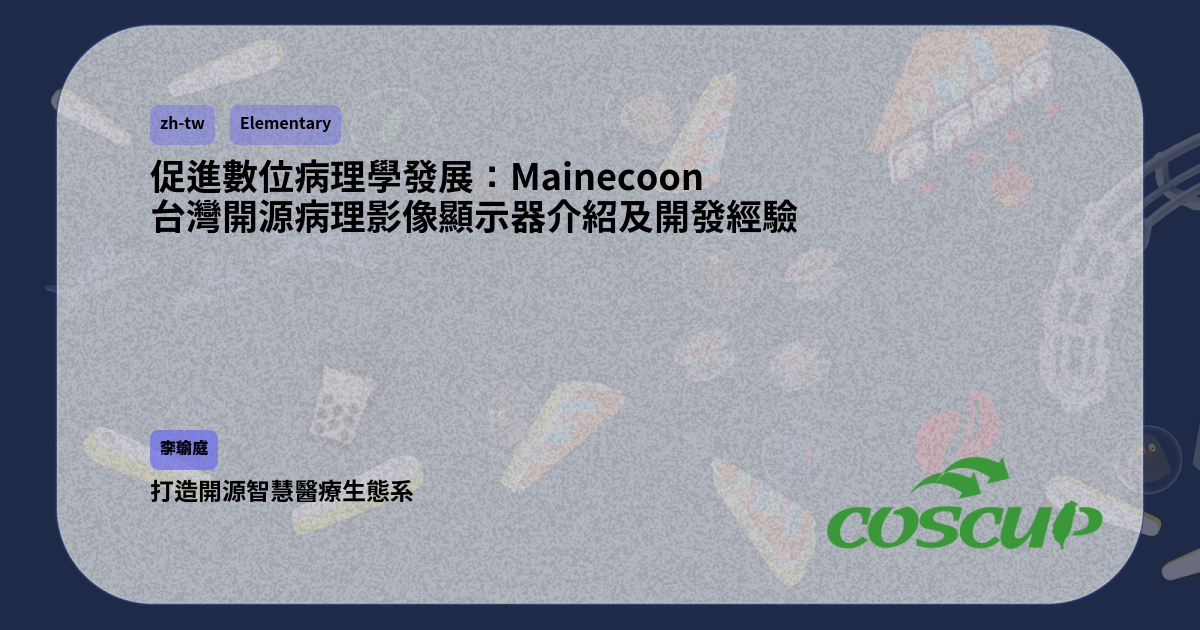 zh-tw Elementary
促進數位病理學發展：Mainecoon
台灣開源病理影像顯示器介紹及開發經驗
李瑜庭
打造開源智慧醫療生態系
COSCUP